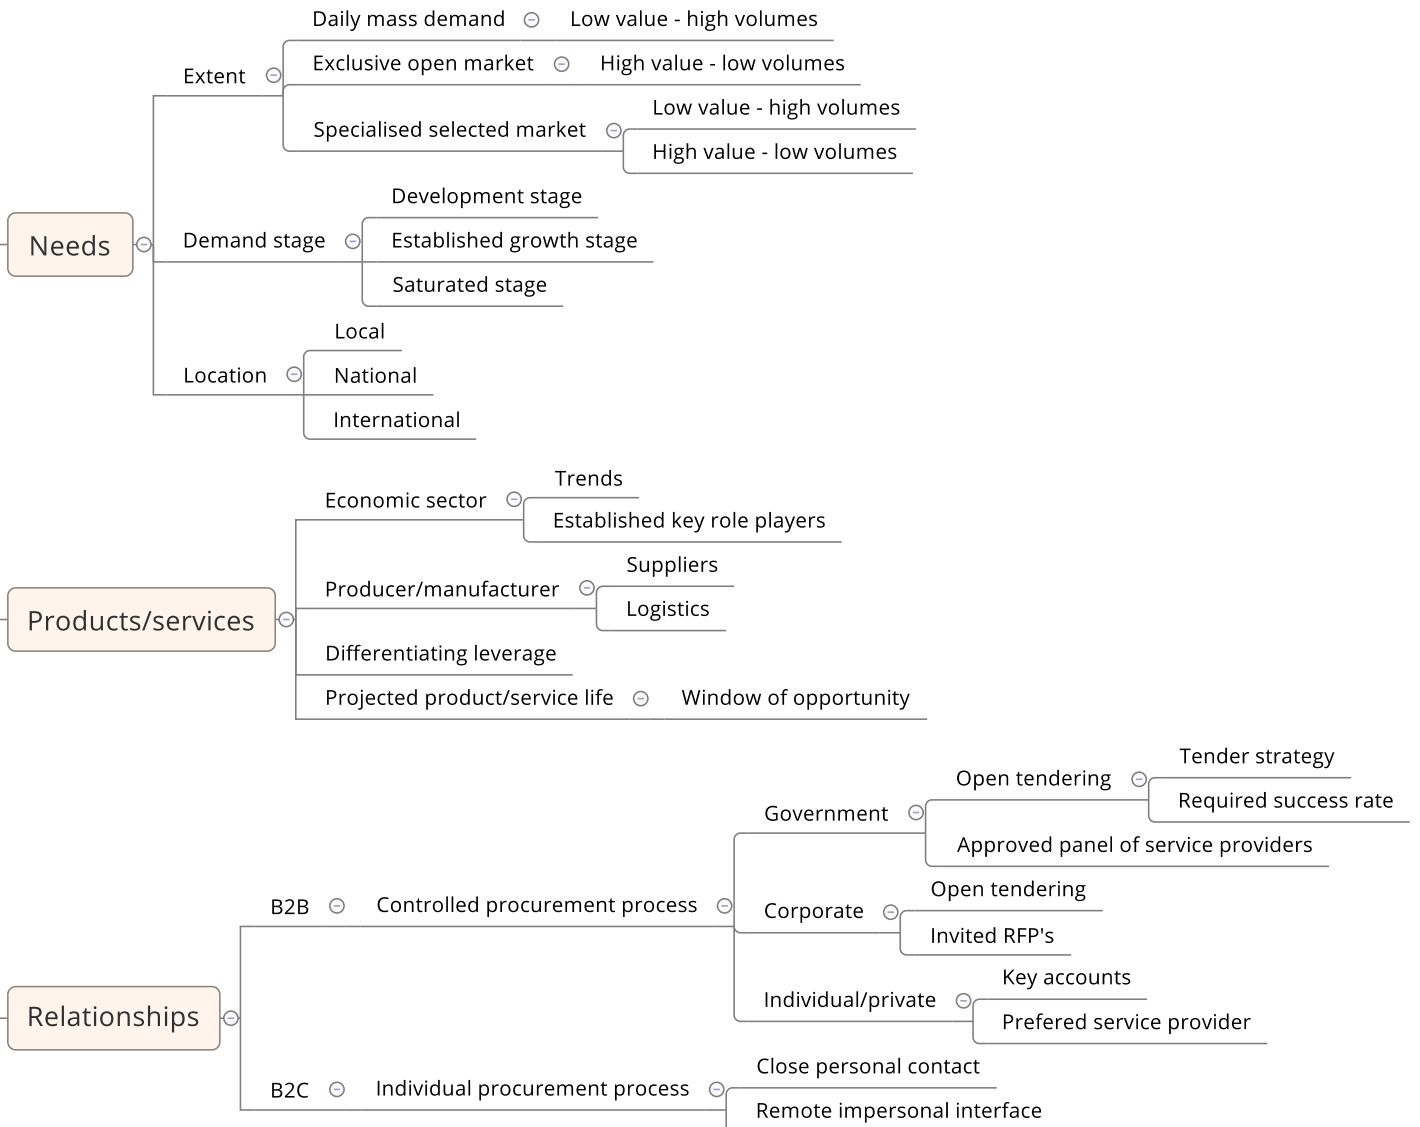 Daily mass demand
Low value - high volumes
Exclusive open market
High value - low volumes
Extent
Low value - high volumes
Specialised selected market
High value - low volumes
Development stage
Needs
Demand stage
Established growth stage
Saturated stage
Local
Location
National
International
Trends
Economic sector
Established key role players
Suppliers
Producer/manufacturer
Logistics
Products/services
Differentiating leverage
Projected product/service life
Window of opportunity
Tender strategy
Open tendering
Required success rate
Government
Approved panel of service providers
B2B
Controlled procurement process
Open tendering
Corporate
Invited RFP's
Key accounts
Individual/private
Prefered service provider
Relationships
Close personal contact
B2C
Individual procurement process
Remote impersonal interface